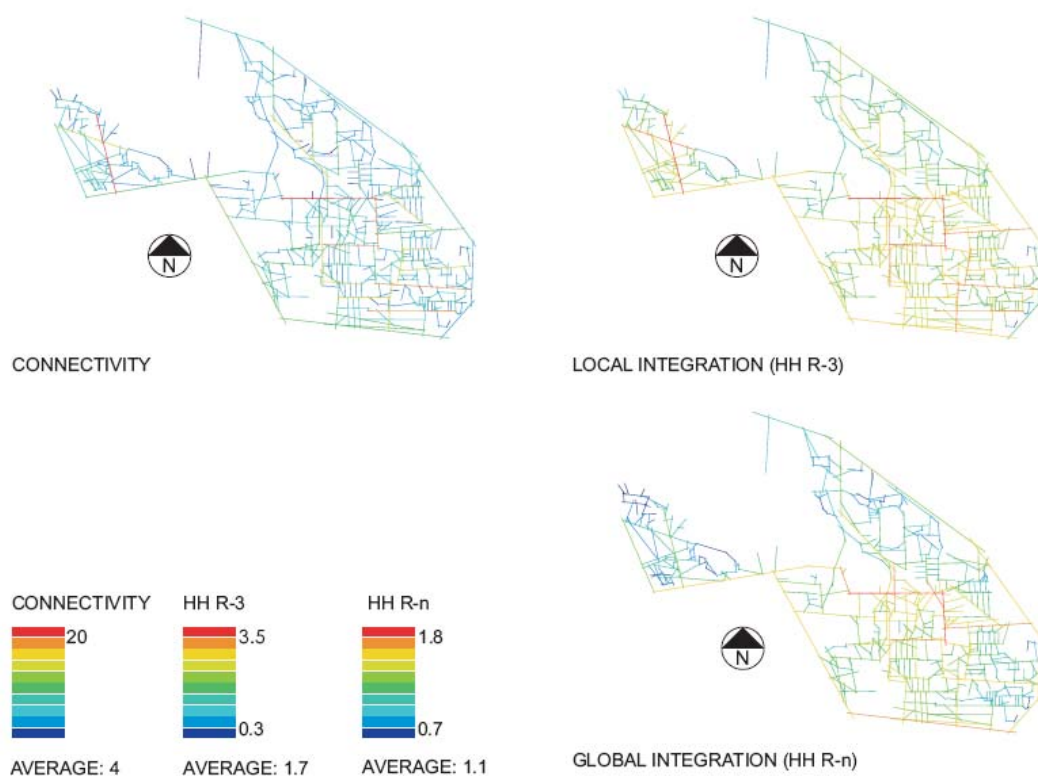 N
N
CONNECTIVITY
LOCAL INTEGRATION (HH R-3)
CONNECTIVITY HH R-3 HH R-n
20 3.5 1.8
N
0.3 0.7
AVERAGE: 4 AVERAGE: 1.7 AVERAGE: 1.1
GLOBAL INTEGRATION (HH R-n)